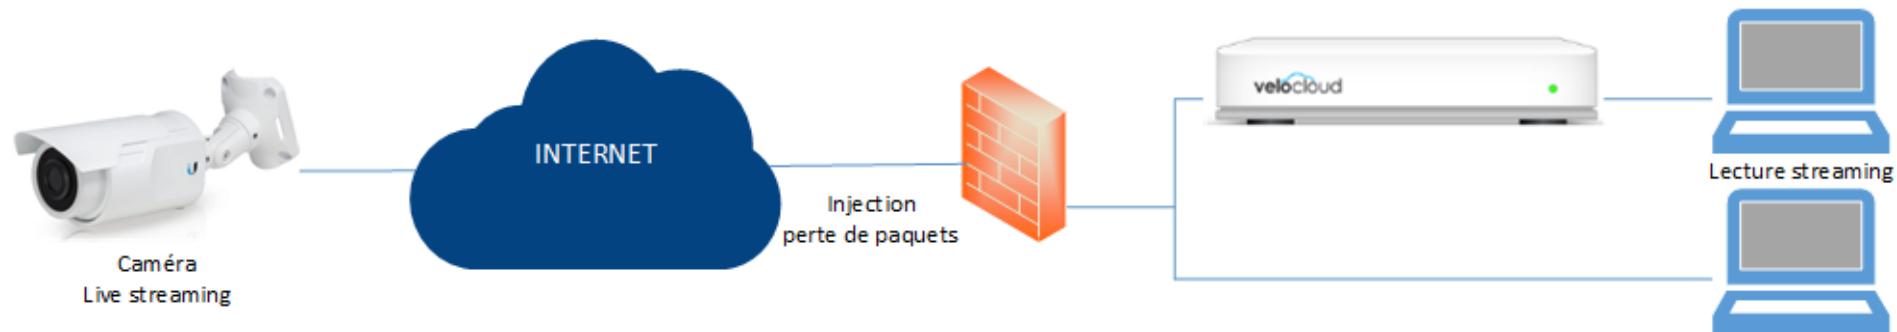 Caméra
Live streaming
INTERNET
Injection
perte de paquets
velocloud
Lecture streaming